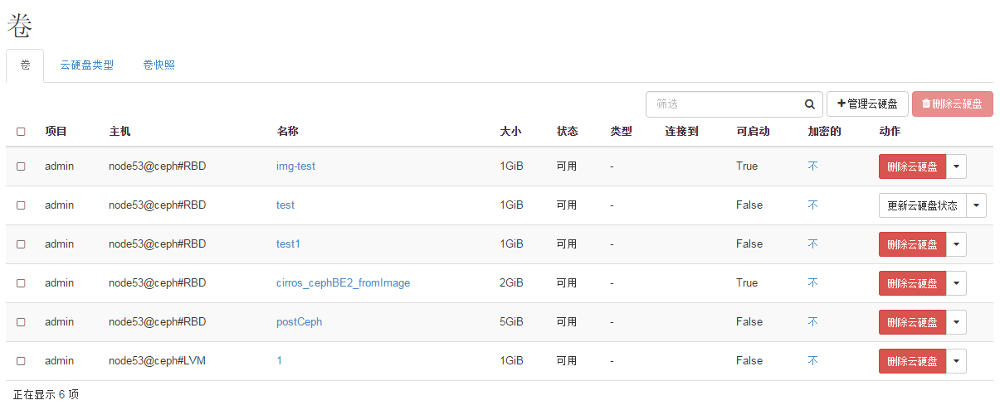 卷
卷 云硬盘类型 卷快照
筛选 管理云硬盘 删除云硬盘
项目 主机 名称 大小 状态 类型 连接到 可启动 加密的 动作
admin node53@ceph#RBD img-test 1GiB 可用 - True 不 删除云硬盘
admin node53@ceph#RBD test 1GiB 可用 - False 不 更新云硬盘状态
admin node53@ceph#RBD test1 1GiB 可用 - False 不 删除云硬盘
admin node53@ceph#RBD cirros_cephBE2_fromImage 2GiB 可用 - True 不 删除云硬盘
admin node53@ceph#RBD postCeph 5GiB 可用 - False 不 删除云硬盘
admin node53@ceph#LVM 1 1GiB 可用 - False 不 删除云硬盘
正在显示 6 项